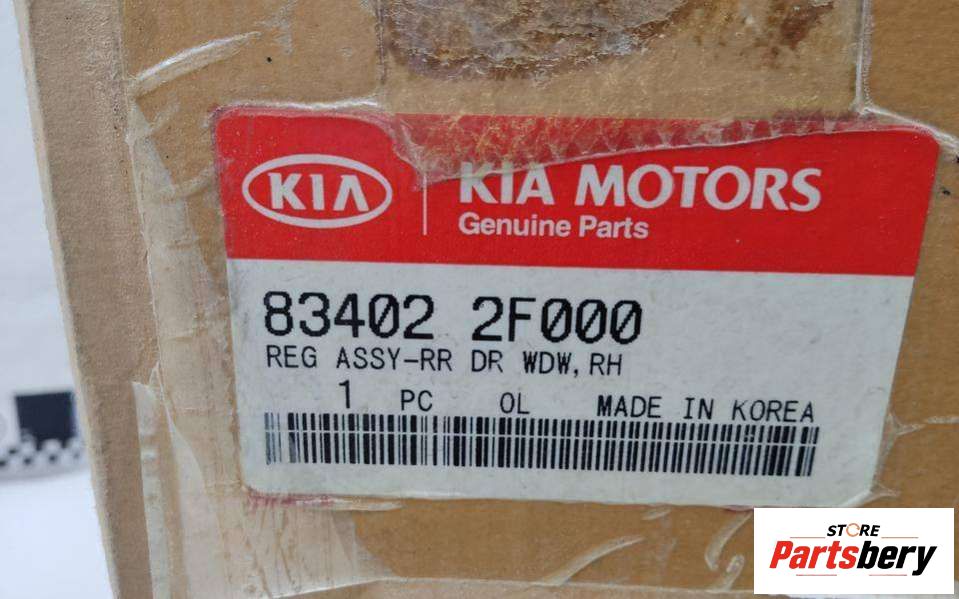 KIA
KIA MOTORS
Genuine Parts
83402 2F000
REG ASSY-RR DR WDW, RH
1 PC OL MADE IN KOREA
STORE
Partsbery